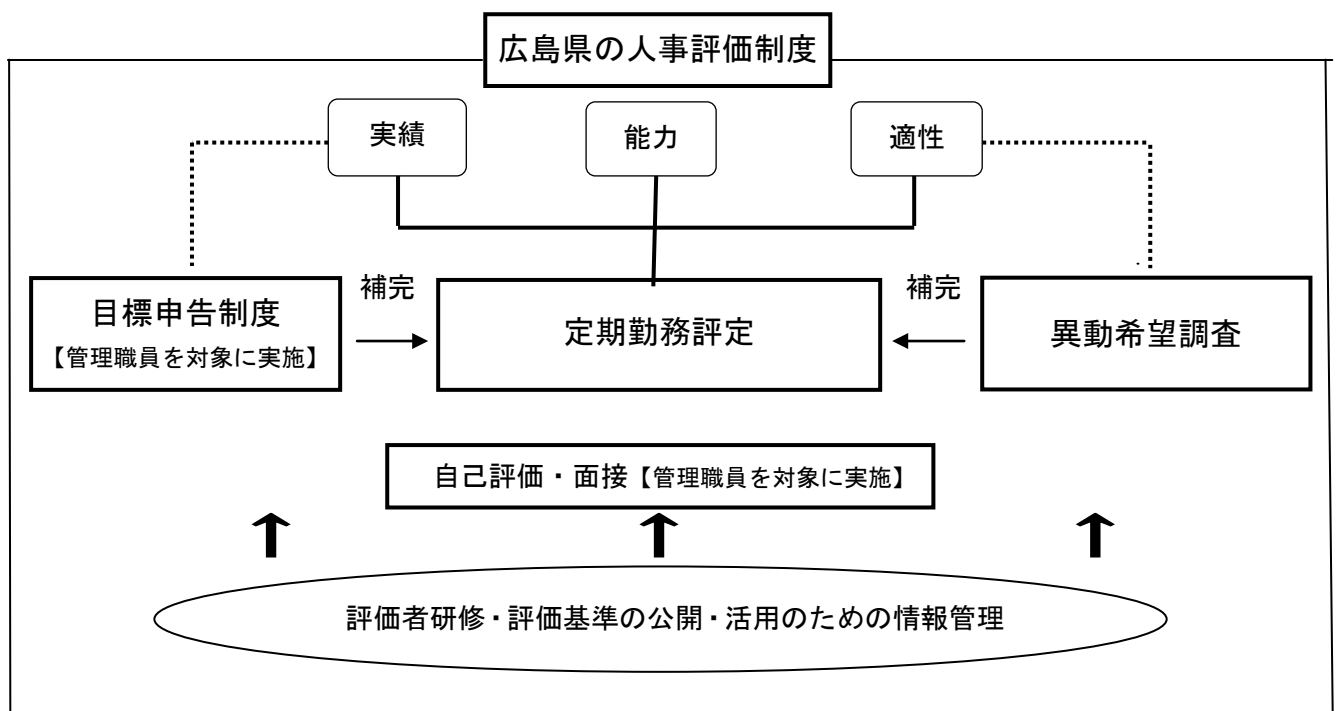 広島県の人事評価制度
実績
能力
適性
補完
補完
目標申告制度
【管理職員を対象に実施】
定期勤務評定
異動希望調査
自己評価・面接【管理職員を対象に実施】
評価者研修・評価基準の公開・活用のための情報管理